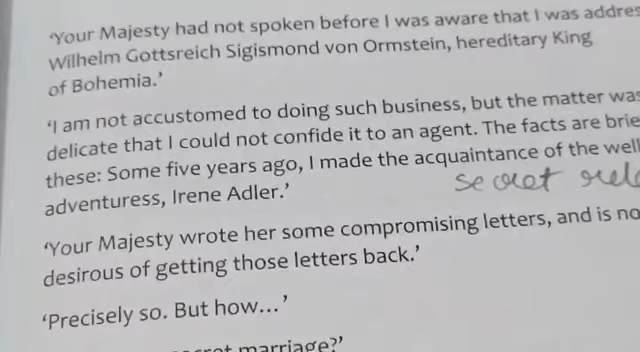 ‘Your Majesty had not spoken before I was aware that I was
Wilhelm Gottsreich Sigismond von Ormstein, hereditary King
of Bohemia.’
‘I am not accustomed to doing such business, but the matter was
delicate that I could not confide it to an agent. The facts are
these: Some five years ago, I made the acquaintance of the well
adventuress, Irene Adler.’
secret
‘Your Majesty wrote her some compromising letters, and is
desirous of getting those letters back.’
‘Precisely so. But how...’
marriage?’